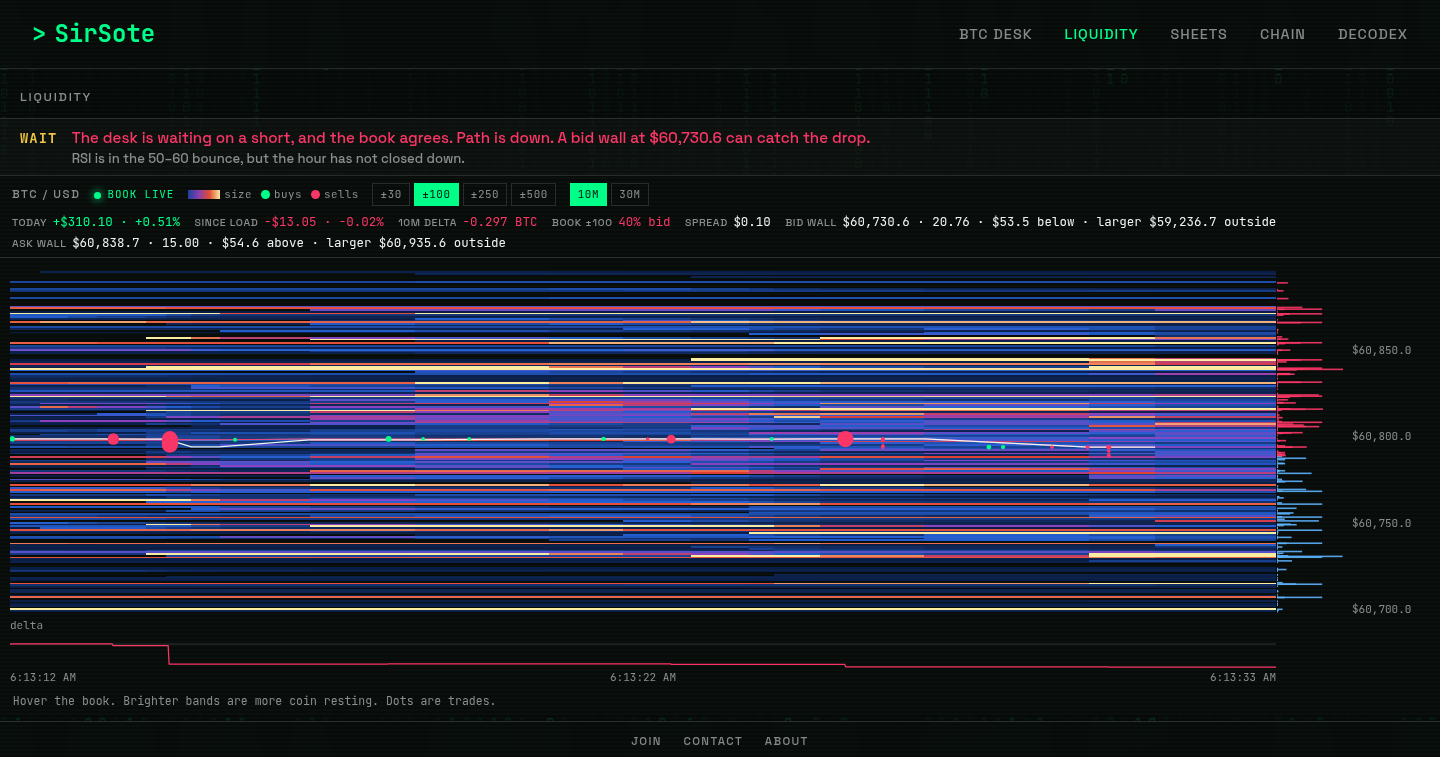 > SirSote
BTC DESK LIQUIDITY SHEETS CHAIN DECODEX
LIQUIDITY
WAIT The desk is waiting on a short, and the book agrees. Path is down. A bid wall at $60,730.6 can catch the drop.
RSI is in the 50–60 bounce, but the hour has not closed down.
BTC / USD BOOK LIVE size buys sells ±30 ±100 ±250 ±500 10M 30M
TODAY +$310.10 · +0.51% SINCE LOAD -$13.05 · -0.02% 10M DELTA -0.297 BTC BOOK ±100 40% bid SPREAD $0.10 BID WALL $60,730.6 · 20.76 · $53.5 below · larger $59,236.7 outside
ASK WALL $60,838.7 · 15.00 · $54.6 above · larger $60,935.6 outside
$60,850.0
$60,800.0
$60,750.0
$60,700.0
delta
6:13:12 AM 6:13:22 AM 6:13:33 AM
Hover the book. Brighter bands are more coin resting. Dots are trades.
JOIN CONTACT ABOUT